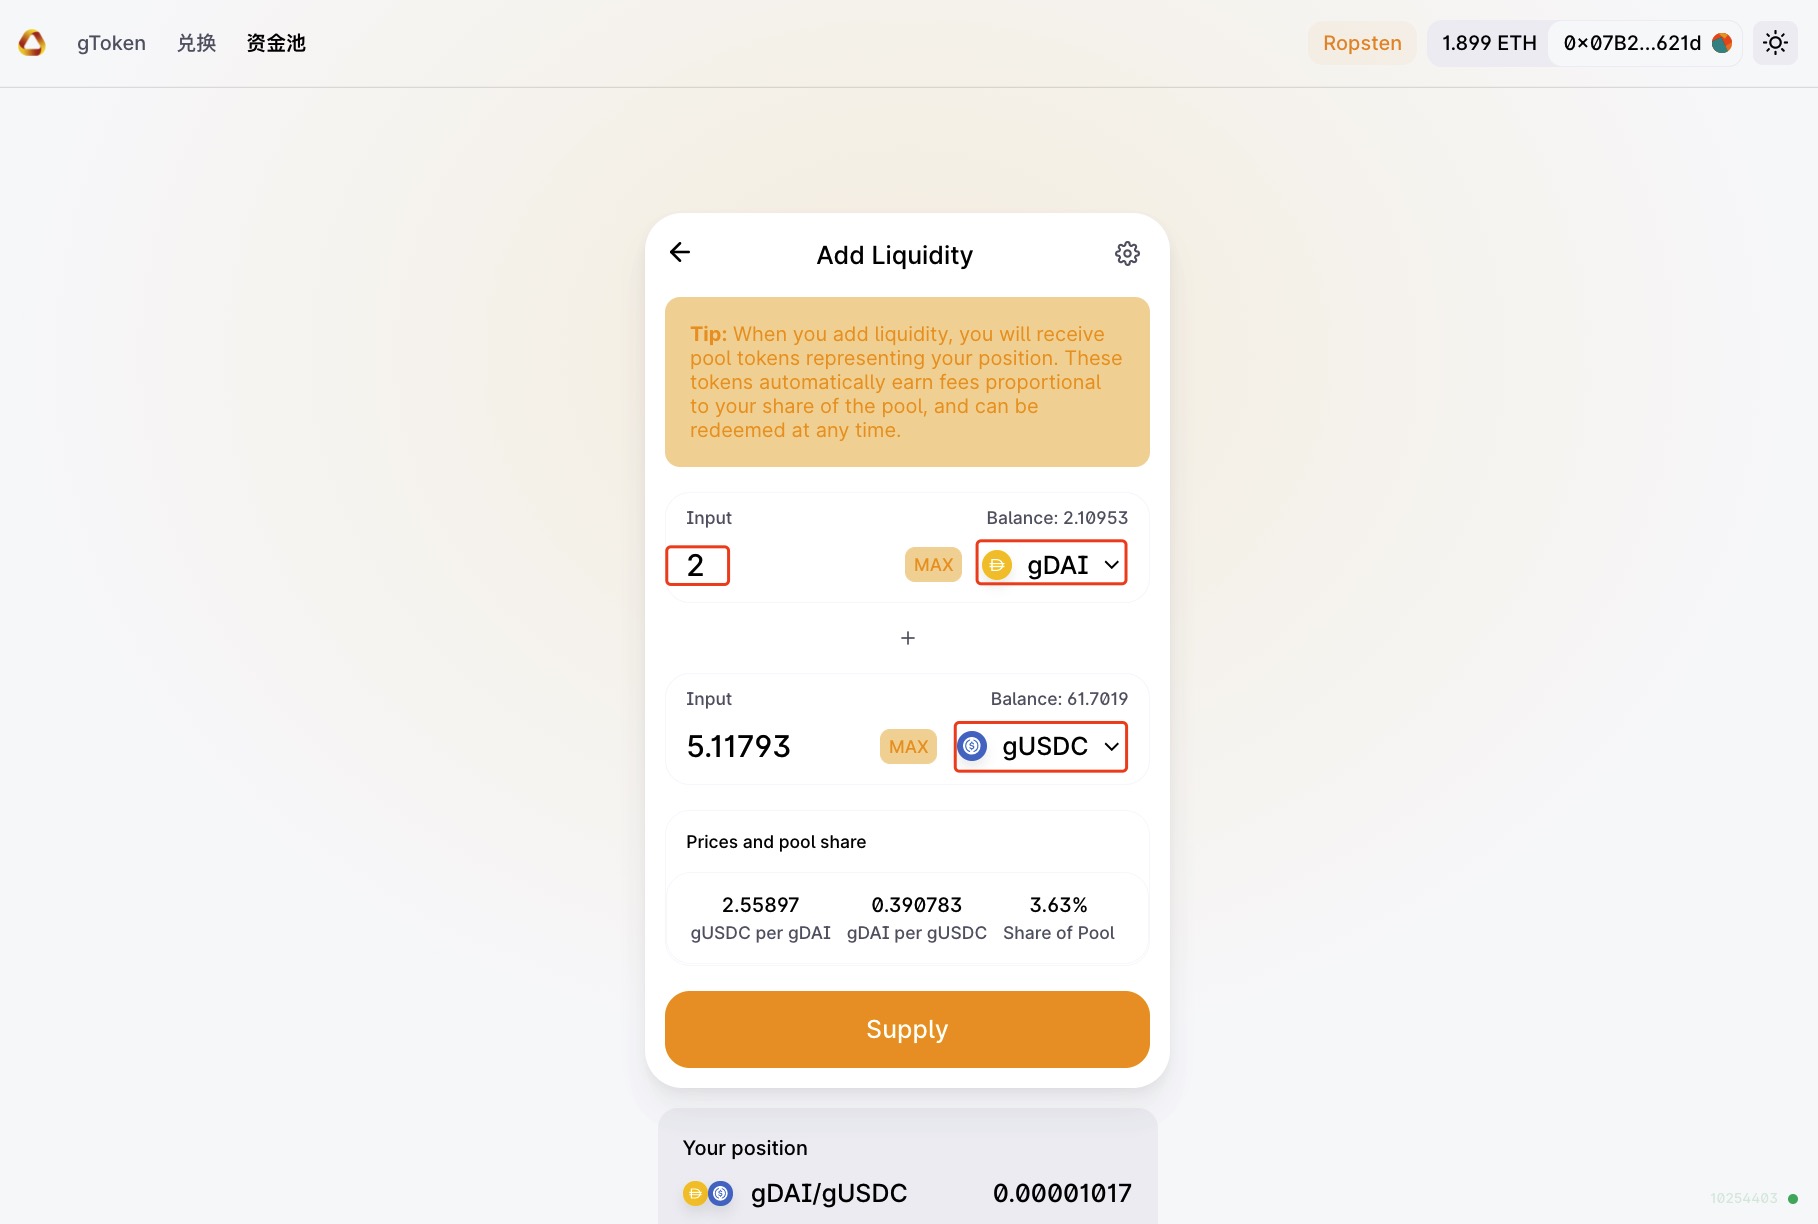 gToken 兑换 资金池 Ropsten 1.899 ETH 0x07B2...621d
Add Liquidity
Tip: When you add liquidity, you will receive
pool tokens representing your position. These
tokens automatically earn fees proportional
to your share of the pool, and can be
redeemed at any time.
Input Balance: 2.10953
2 MAX gDAI
+
Input Balance: 61.7019
5.11793 MAX gUSDC
Prices and pool share
2.55897 0.390783 3.63%
gUSDC per gDAI gDAI per gUSDC Share of Pool
Supply
Your position
gDAI/gUSDC 0.00001017
10254403